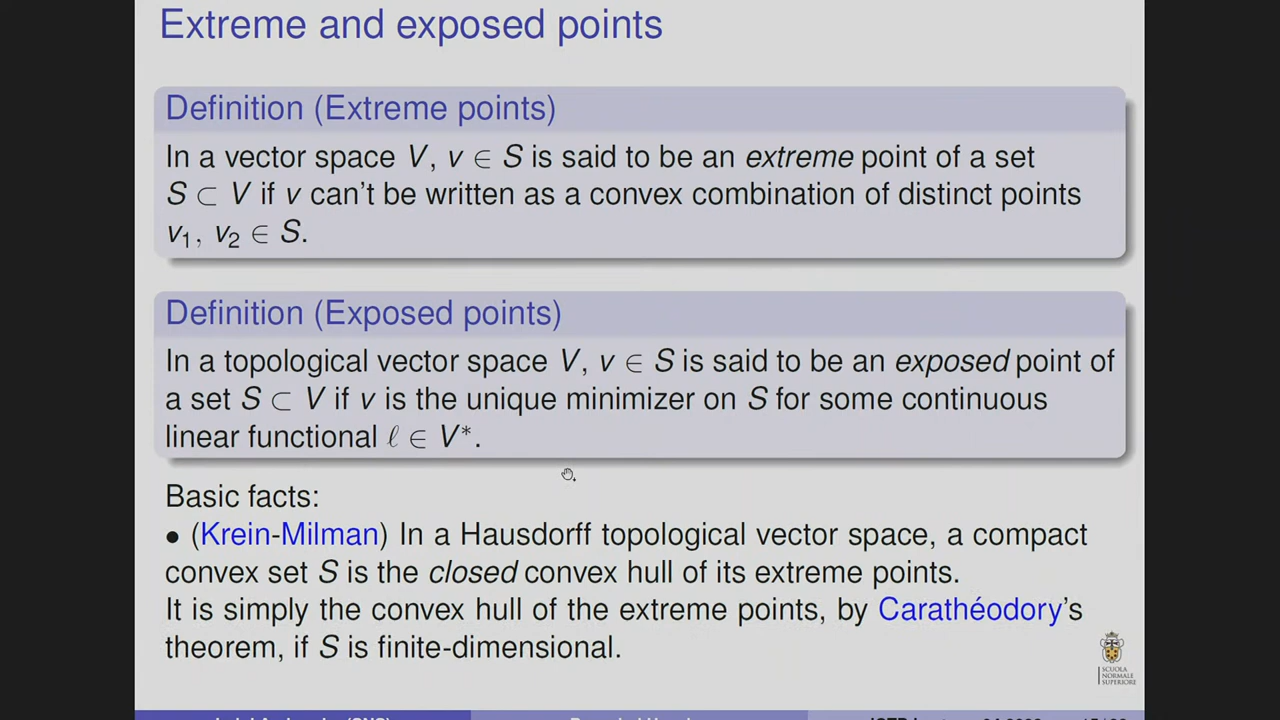 Extreme and exposed points
Definition (Extreme points)
In a vector space V, v ∈ S is said to be an extreme point of a set
S ⊂ V if v can't be written as a convex combination of distinct points
v₁, v₂ ∈ S.
Definition (Exposed points)
In a topological vector space V, v ∈ S is said to be an exposed point of
a set S ⊂ V if v is the unique minimizer on S for some continuous
linear functional ℓ ∈ V*.
Basic facts:
• (Krein-Milman) In a Hausdorff topological vector space, a compact
convex set S is the closed convex hull of its extreme points.
It is simply the convex hull of the extreme points, by Carathéodory's
theorem, if S is finite-dimensional.
SCUOLA
NORMALE
SUPERIORE